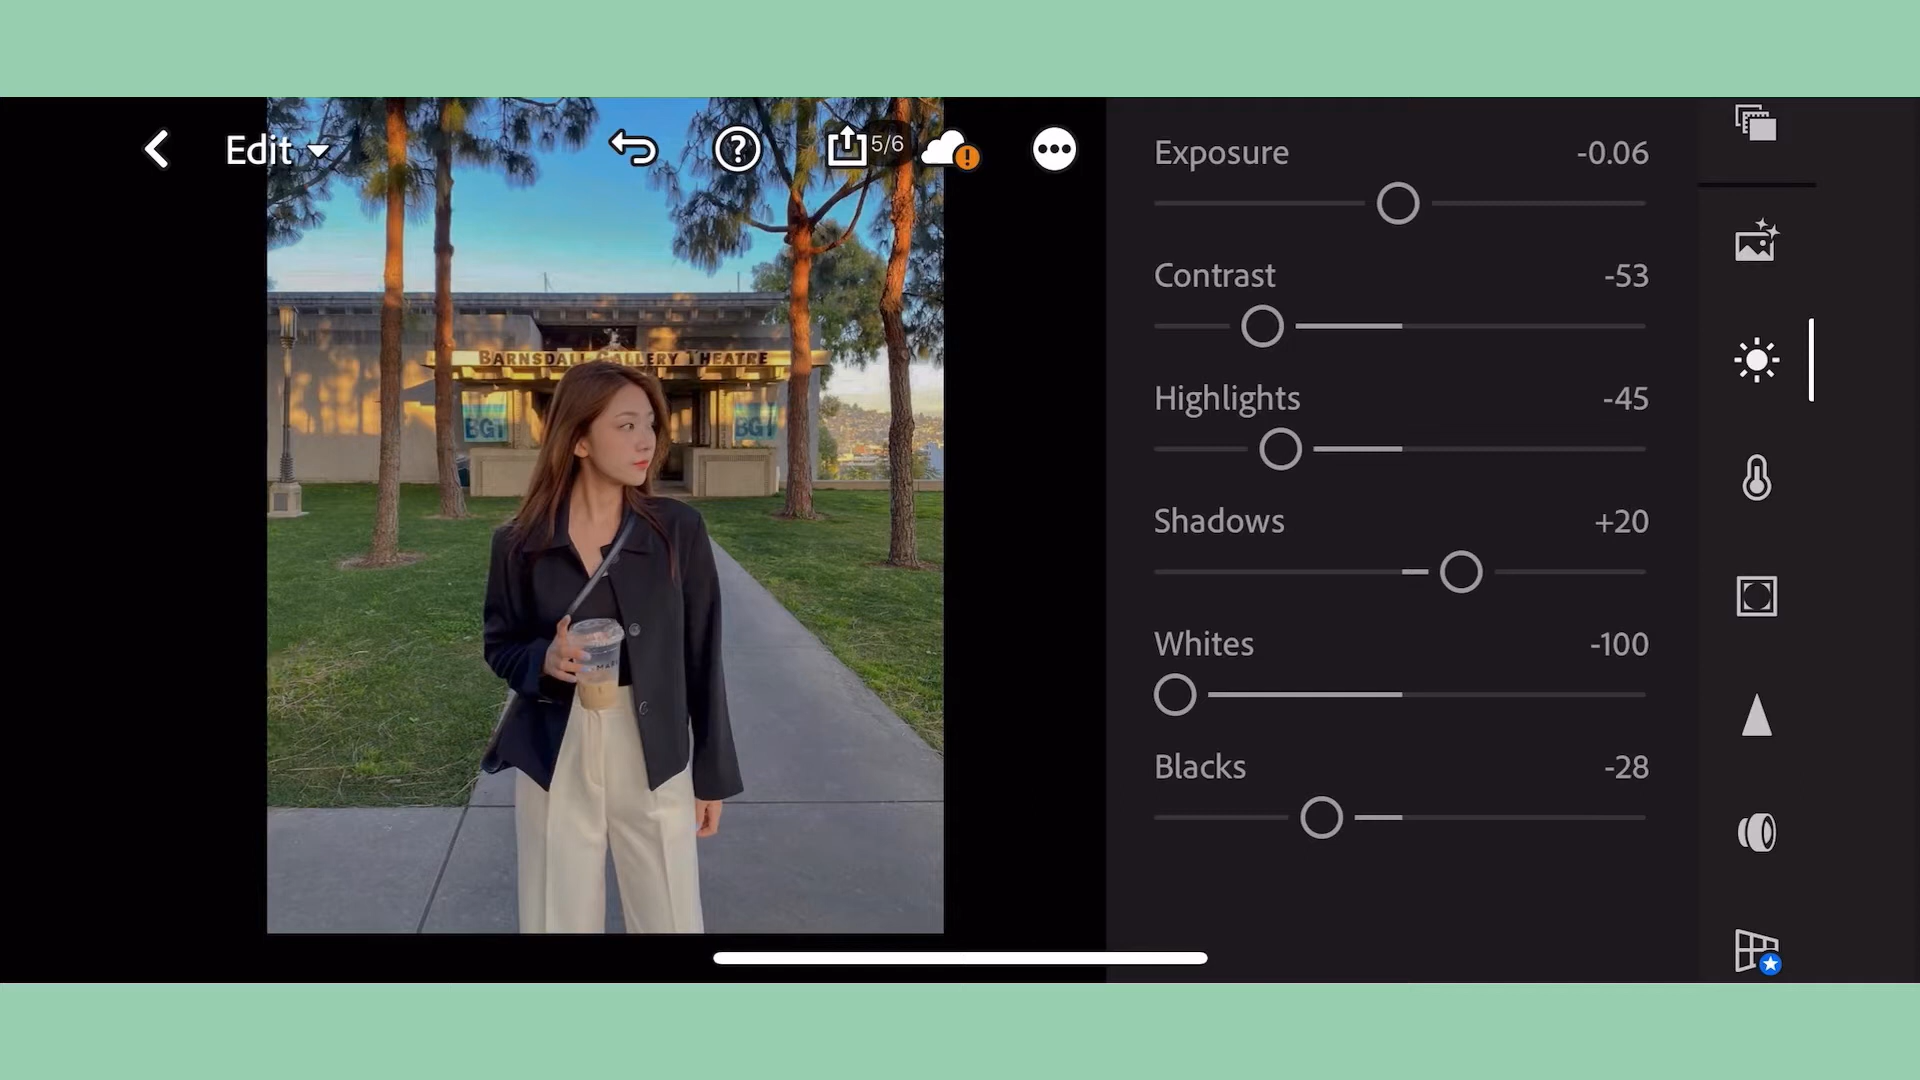 Edit
5/6
Exposure -0.06
Contrast -53
Highlights -45
Shadows +20
Whites -100
Blacks -28
BARNSDALL GALLERY THEATRE
BGT BGT
MAR